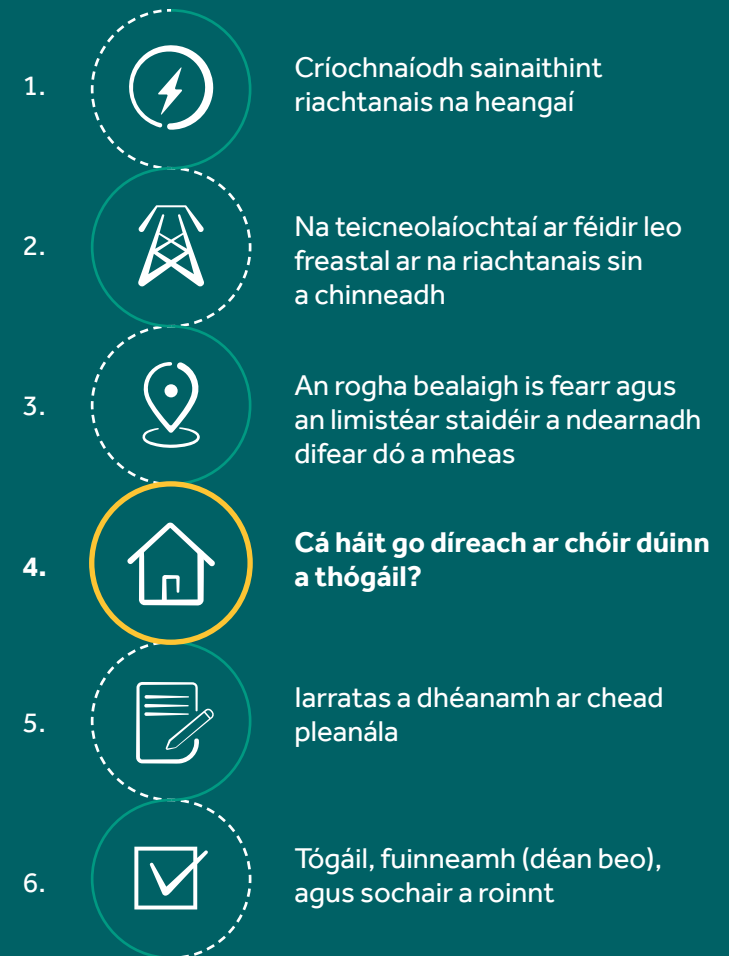 1. Críochnaíodh sainaithint
riachtanais na heangaí
2. Na teicneolaíochtaí ar féidir leo
freastal ar na riachtanais sin
a chinneadh
3. An rogha bealaigh is fearr agus
an limistéar staidéir a ndearnadh
difear dó a mheas
4. Cá háit go díreach ar chóir dúinn
a thógáil?
5. Iarratas a dhéanamh ar chead
pleanála
6. Tógáil, fuinneamh (déan beo),
agus sochair a roinnt